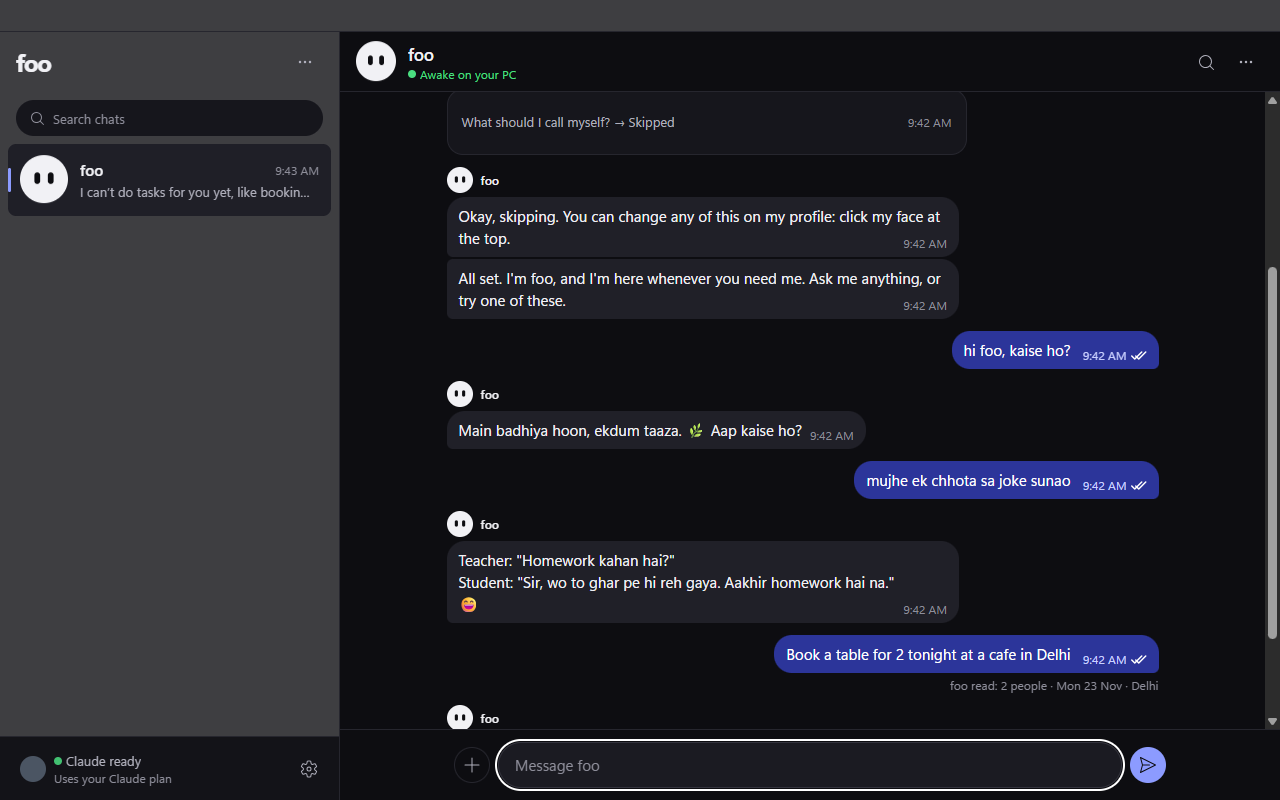 foo
...
Search chats
foo
9:43 AM
I can't do tasks for you yet, like bookin...
Claude ready
Uses your Claude plan
foo
Awake on your PC
...
What should I call myself? → Skipped
9:42 AM
foo
Okay, skipping. You can change any of this on my profile: click my face at
the top.
9:42 AM
All set. I'm foo, and I'm here whenever you need me. Ask me anything, or
try one of these.
9:42 AM
hi foo, kaise ho? 9:42 AM
foo
Main badhiya hoon, ekdum taaza. 🌿 Aap kaise ho? 9:42 AM
mujhe ek chhota sa joke sunao 9:42 AM
foo
Teacher: "Homework kahan hai?"
Student: "Sir, wo to ghar pe hi reh gaya. Aakhir homework hai na."
😄
9:42 AM
Book a table for 2 tonight at a cafe in Delhi 9:42 AM
foo read: 2 people · Mon 23 Nov · Delhi
foo
Message foo